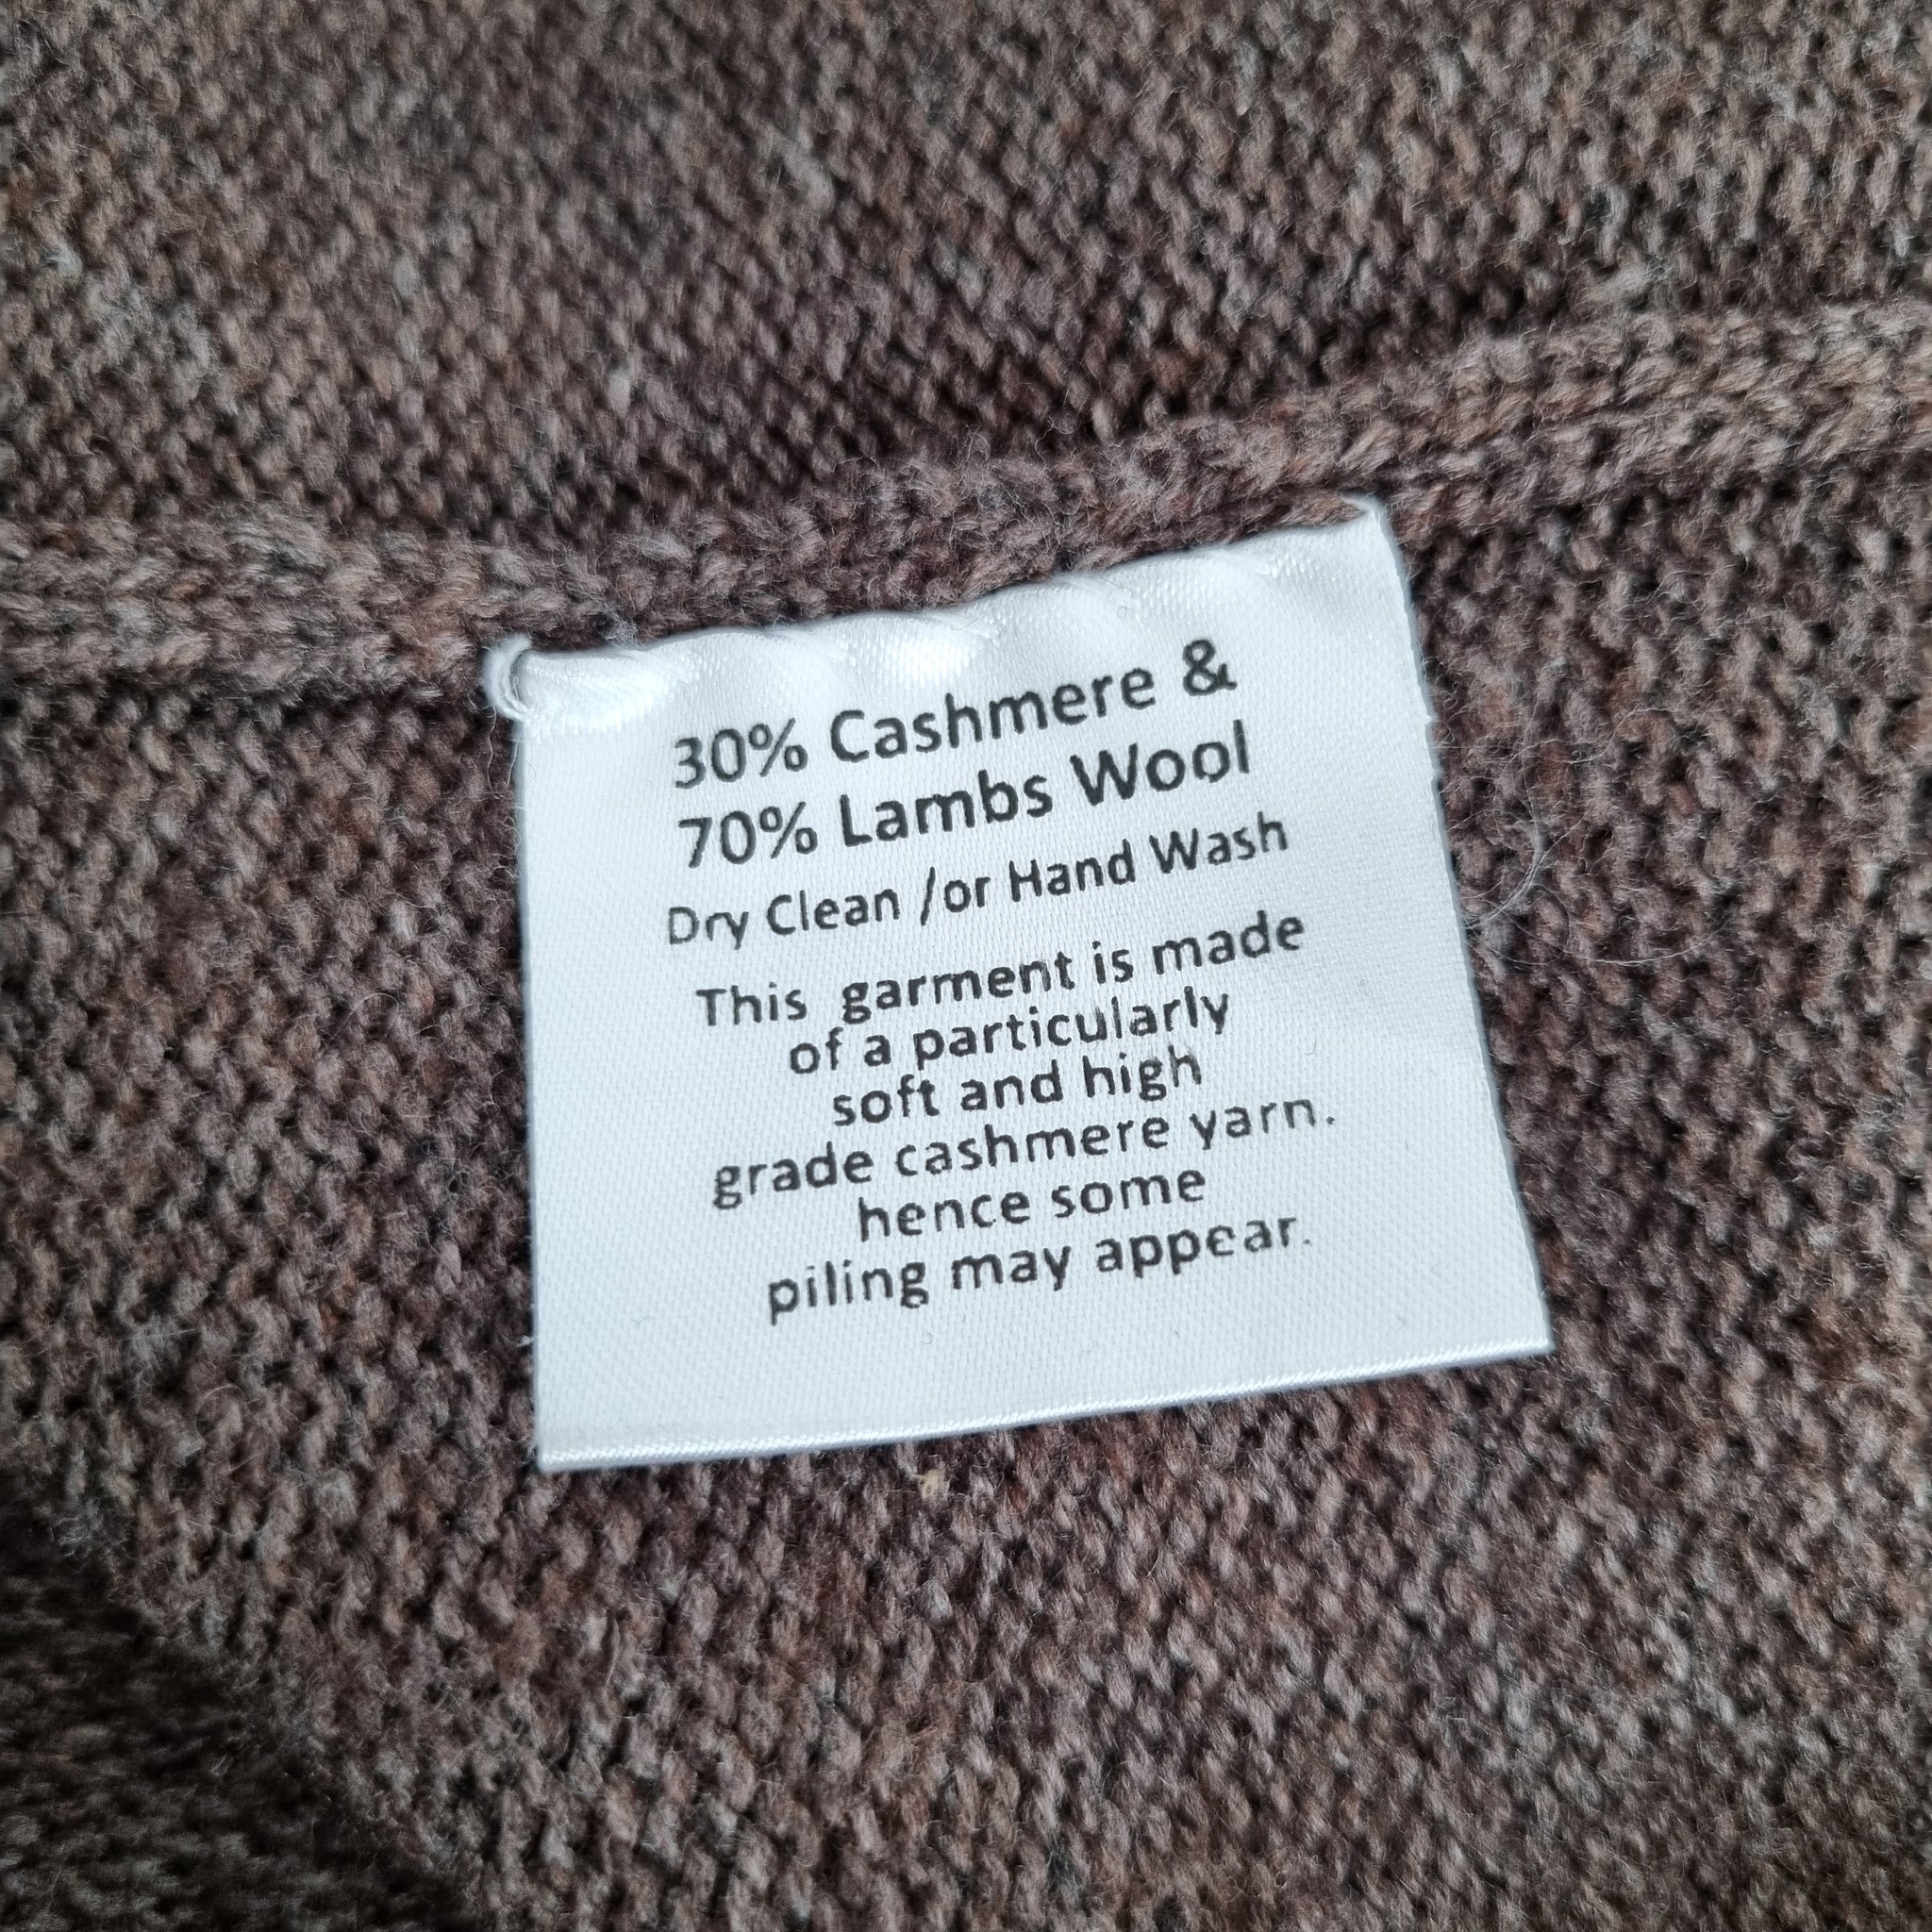 30% Cashmere &
70% Lambs Wool
Dry Clean /or Hand Wash
This garment is made
of a particularly
soft and high
grade cashmere yarn.
hence some
piling may appear.